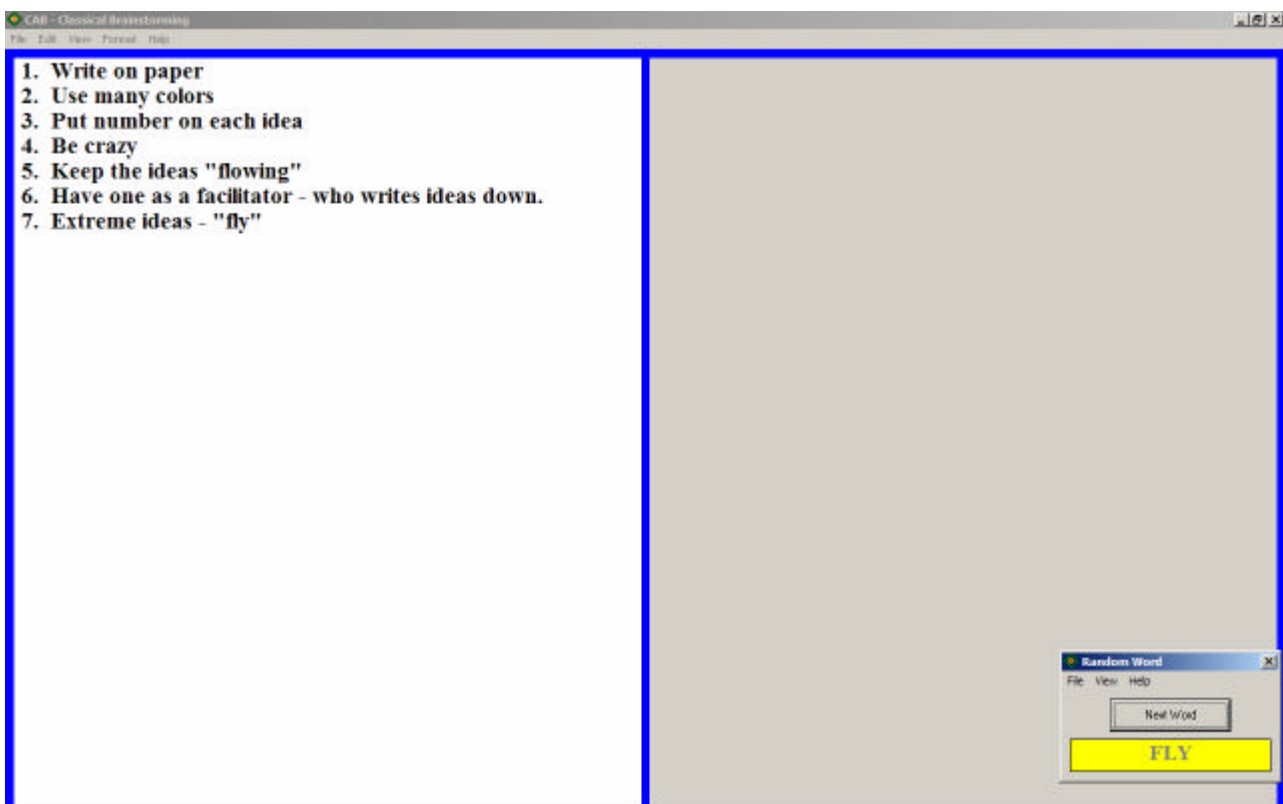 CAB - Classical Brainstorming
File Edit View Format Help
1. Write on paper
2. Use many colors
3. Put number on each idea
4. Be crazy
5. Keep the ideas "flowing"
6. Have one as a facilitator - who writes ideas down.
7. Extreme ideas - "fly"
Random Word
File View Help
Next Word
FLY